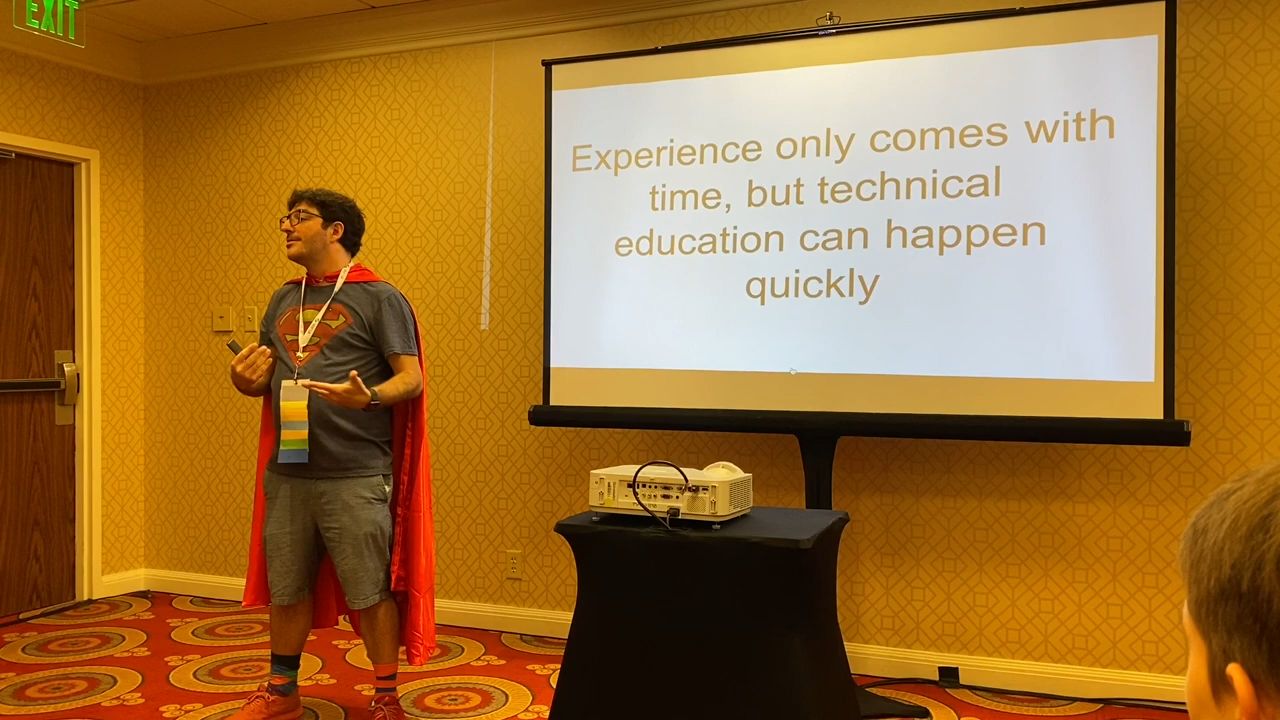 EXIT
Experience only comes with
time, but technical
education can happen
quickly